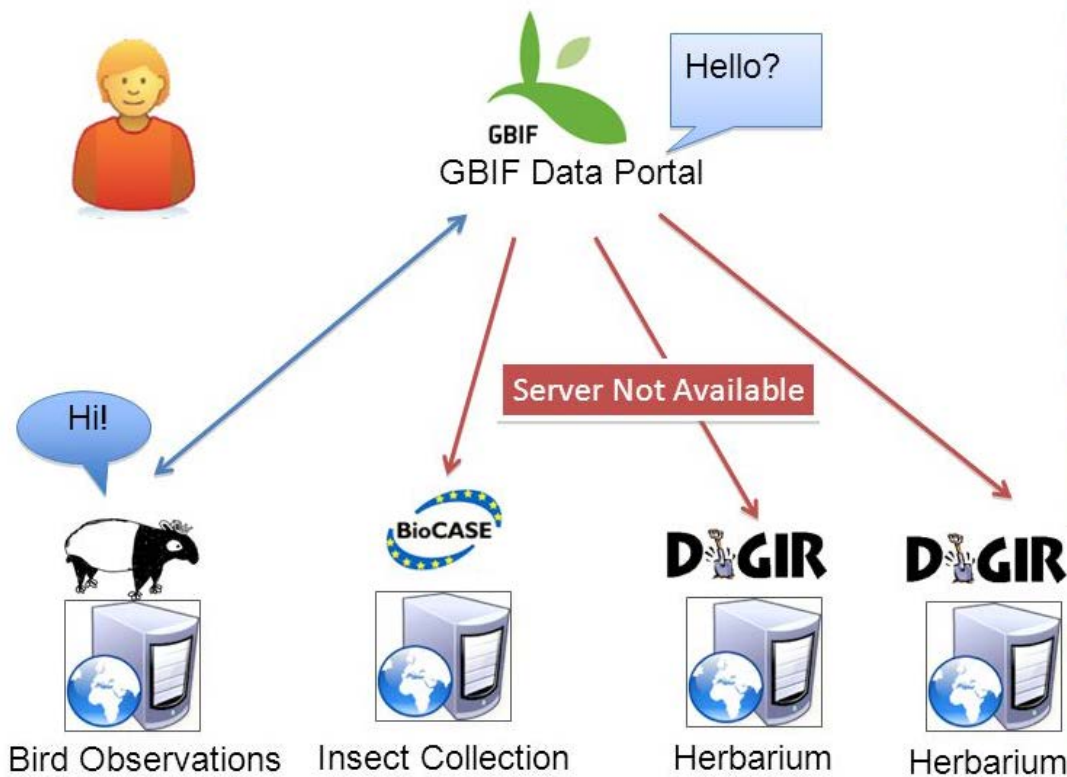 Hello?
GBIF
GBIF Data Portal
Server Not Available
Hi!
BioCASE
DiGIR
DiGIR
Bird Observations
Insect Collection
Herbarium
Herbarium